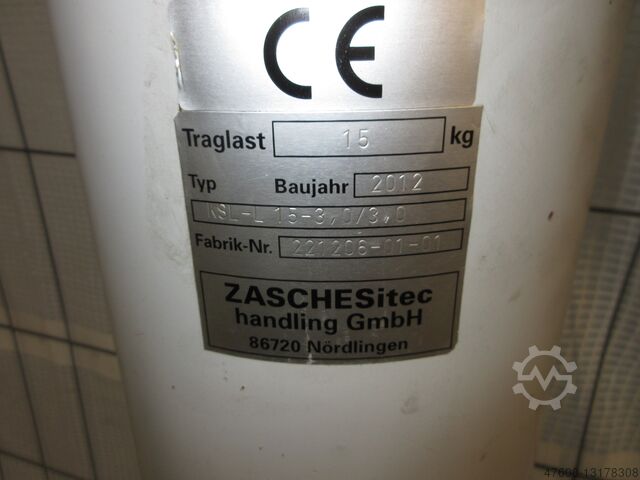 CE
Traglast 15 kg
Typ Baujahr 2012
KSL-L 15-3,0/3,0
Fabrik-Nr. 221206-01-01
ZASCHESitec
handling GmbH
86720 Nördlingen
47600-13178308